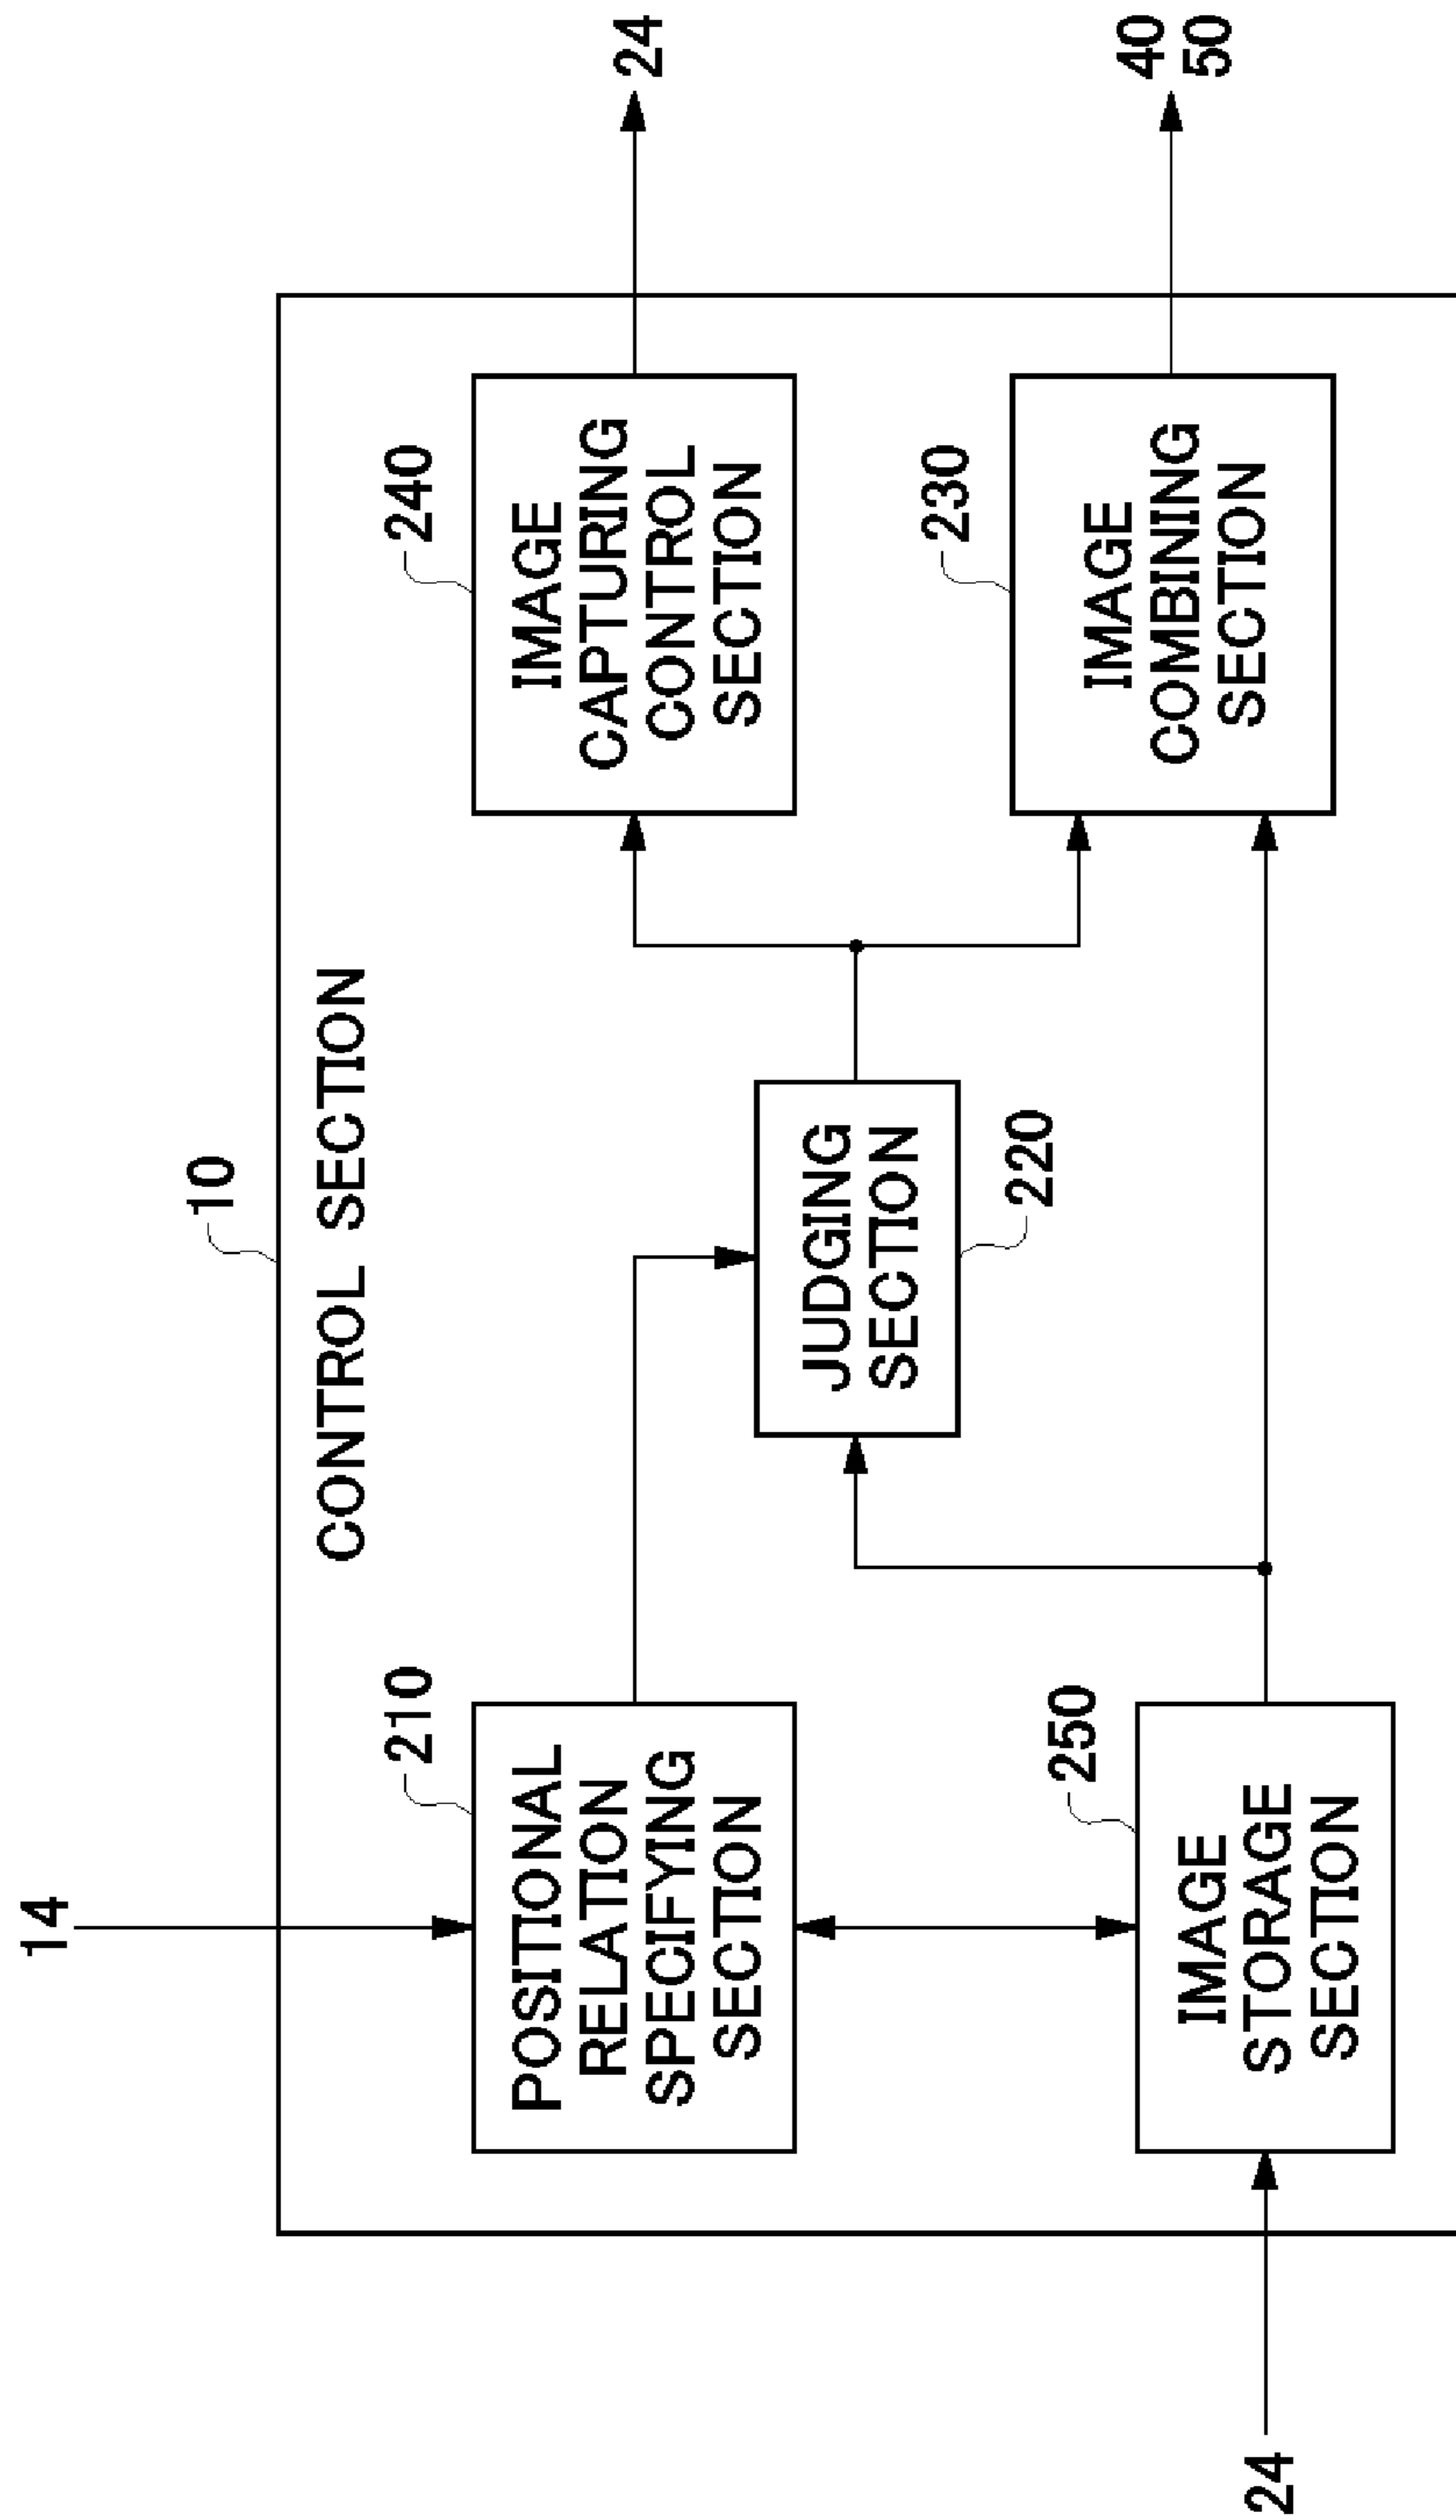 14
10
CONTROL SECTION
210
POSITIONAL
RELATION
SPECIFYING
SECTION
240
IMAGE
CAPTURING
CONTROL
SECTION
24
JUDGING
SECTION
220
250
IMAGE
STORAGE
SECTION
24
230
IMAGE
COMBINING
SECTION
40
50